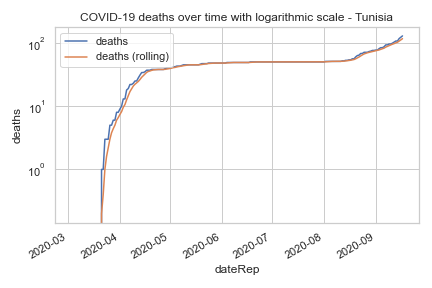 COVID-19 deaths over time with logarithmic scale - Tunisia
deaths
deaths (rolling)
10²
10¹
10⁰
deaths
2020-03
2020-04
2020-05
2020-06
2020-07
2020-08
2020-09
dateRep